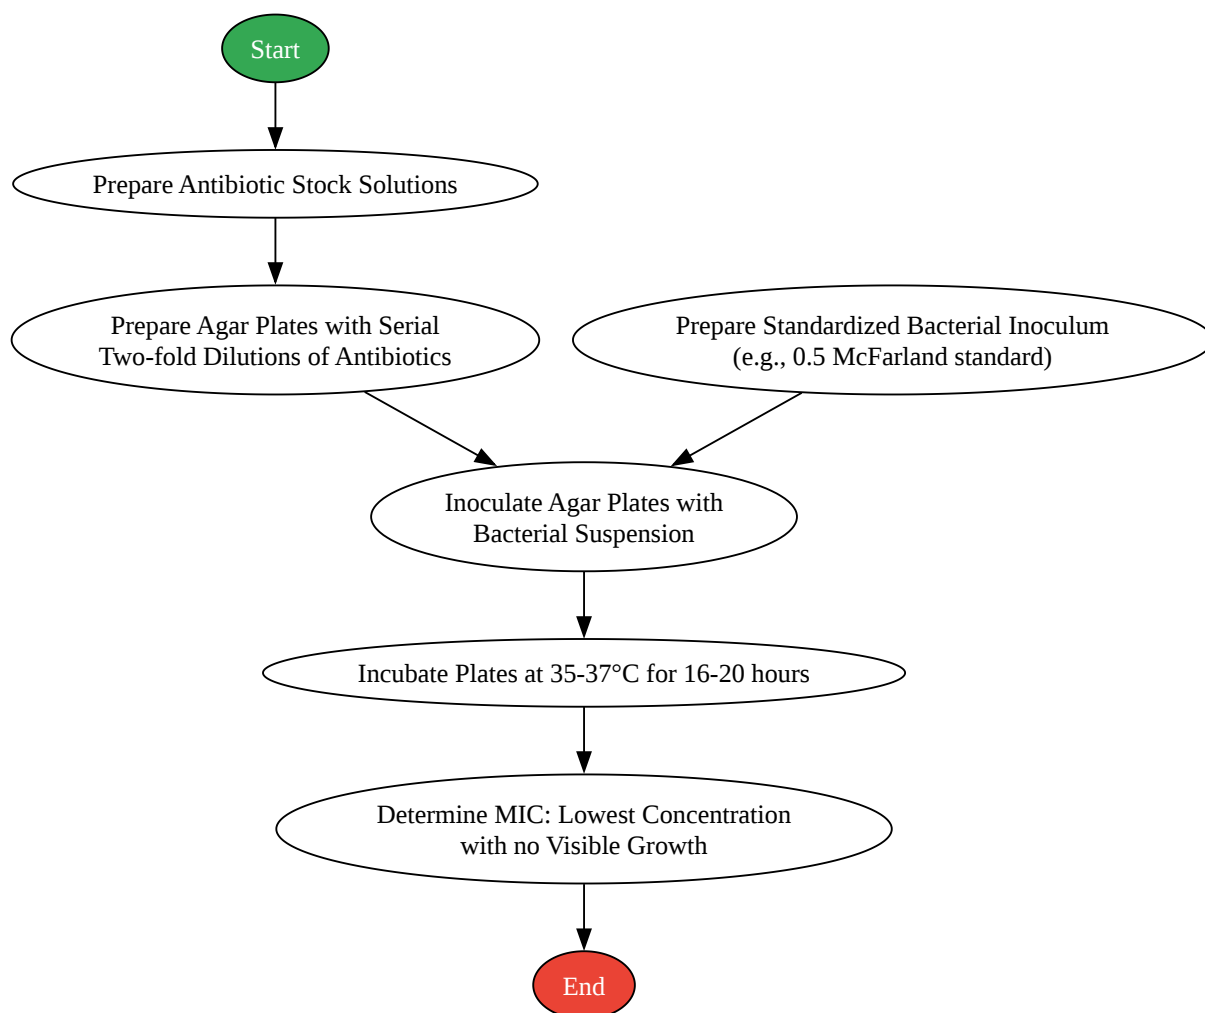 Start
Prepare Antibiotic Stock Solutions
Prepare Agar Plates with Serial
Two-fold Dilutions of Antibiotics
Prepare Standardized Bacterial Inoculum
(e.g., 0.5 McFarland standard)
Inoculate Agar Plates with
Bacterial Suspension
Incubate Plates at 35-37°C for 16-20 hours
Determine MIC: Lowest Concentration
with no Visible Growth
End